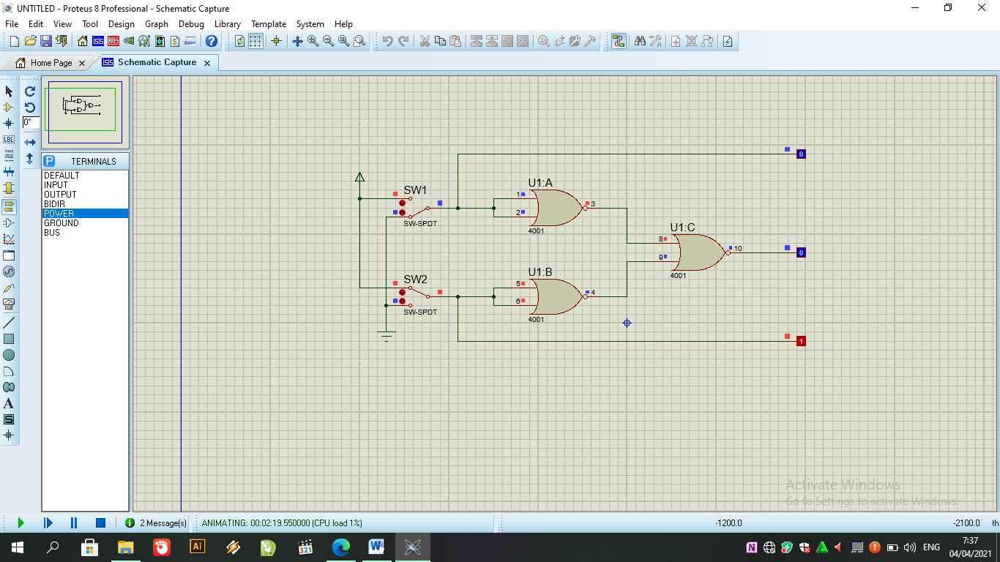 UNTITLED - Proteus 8 Professional - Schematic Capture
File Edit View Tool Design Graph Debug Library Template System Help
Home Page
Schematic Capture
LBL
0°
P TERMINALS
DEFAULT
INPUT
OUTPUT
BIDIR
POWER
GROUND
BUS
A
S
0
SW1
SW-SPDT
U1:A
1
2
3
4001
U1:C
8
9
10
4001
0
SW2
SW-SPDT
U1:B
5
6
4
4001
1
Activate Windows
Go to Settings to activate Windows.
2 Message(s)
ANIMATING: 00:02:19.550000 (CPU load 1%)
-1200.0
-2100.0
th
Ai
321
W
N
ENG
7:37
04/04/2021